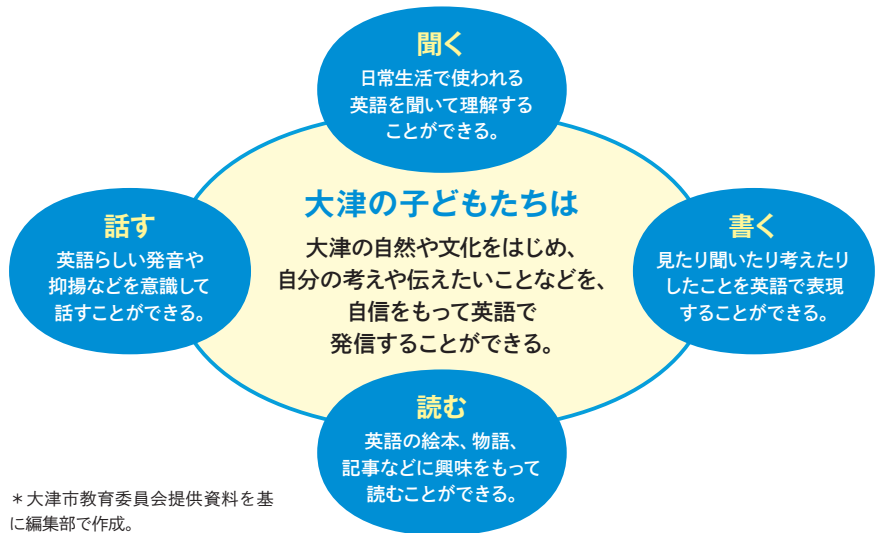 聞く
日常生活で使われる
英語を聞いて理解する
ことができる。
大津の子どもたちは
大津の自然や文化をはじめ、
自分の考えや伝えたいことなどを、
自信をもって英語で
発信することができる。
話す
英語らしい発音や
抑揚などを意識して
話すことができる。
書く
見たり聞いたり考えたり
したことを英語で表現
することができる。
読む
英語の絵本、物語、
記事などに興味をもって
読むことができる。
＊大津市教育委員会提供資料を基
に編集部で作成。